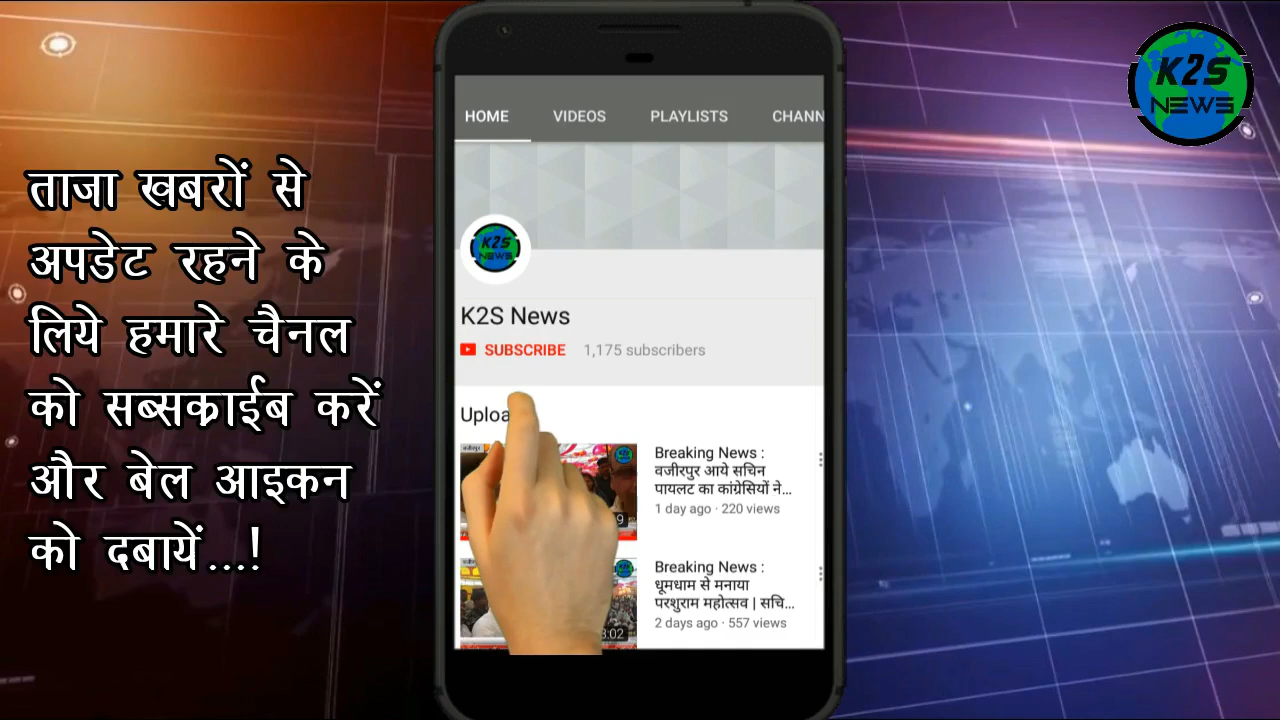 K2S
NEWS
ताजा खबरों से
अपडेट रहने के
लिये हमारे चैनल
को सब्सक्राईब करें
और बेल आइकन
को दबायें...!
HOME VIDEOS PLAYLISTS CHANN
K2S
NEWS
K2S News
SUBSCRIBE 1,175 subscribers
Uploa
Breaking News :
वजीरपुर आये सचिन
पायलट का कांग्रेसियों ने...
1 day ago · 220 views
Breaking News :
धूमधाम से मनाया
परशुराम महोत्सव | सचि...
2 days ago · 557 views
3:02